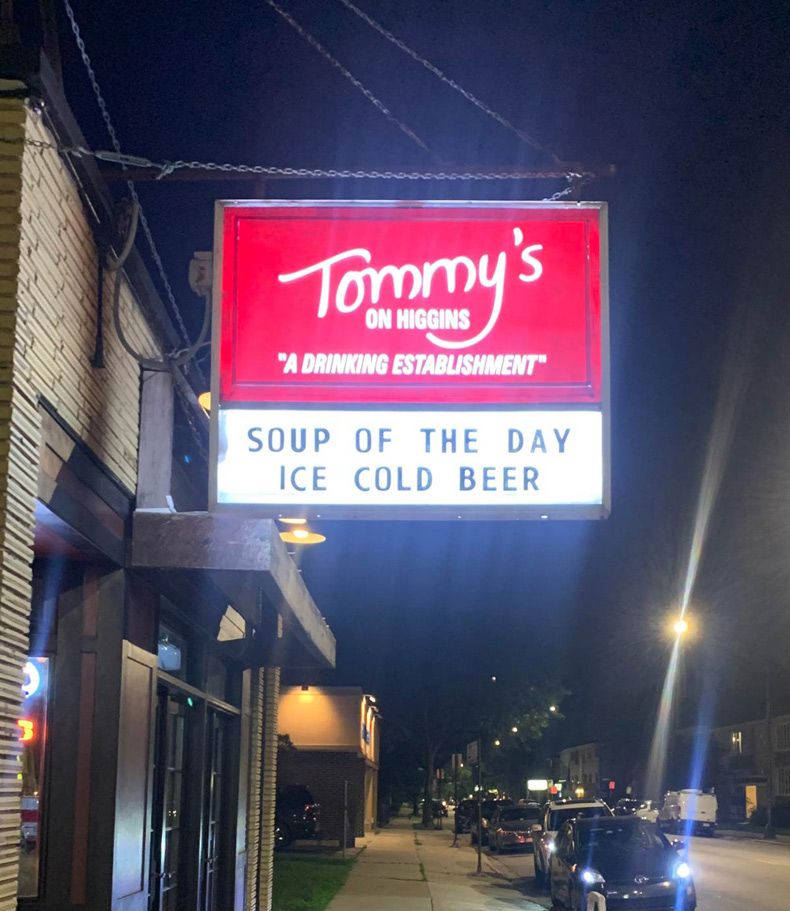 Tommy's
ON HIGGINS
"A DRINKING ESTABLISHMENT"
SOUP OF THE DAY
ICE COLD BEER